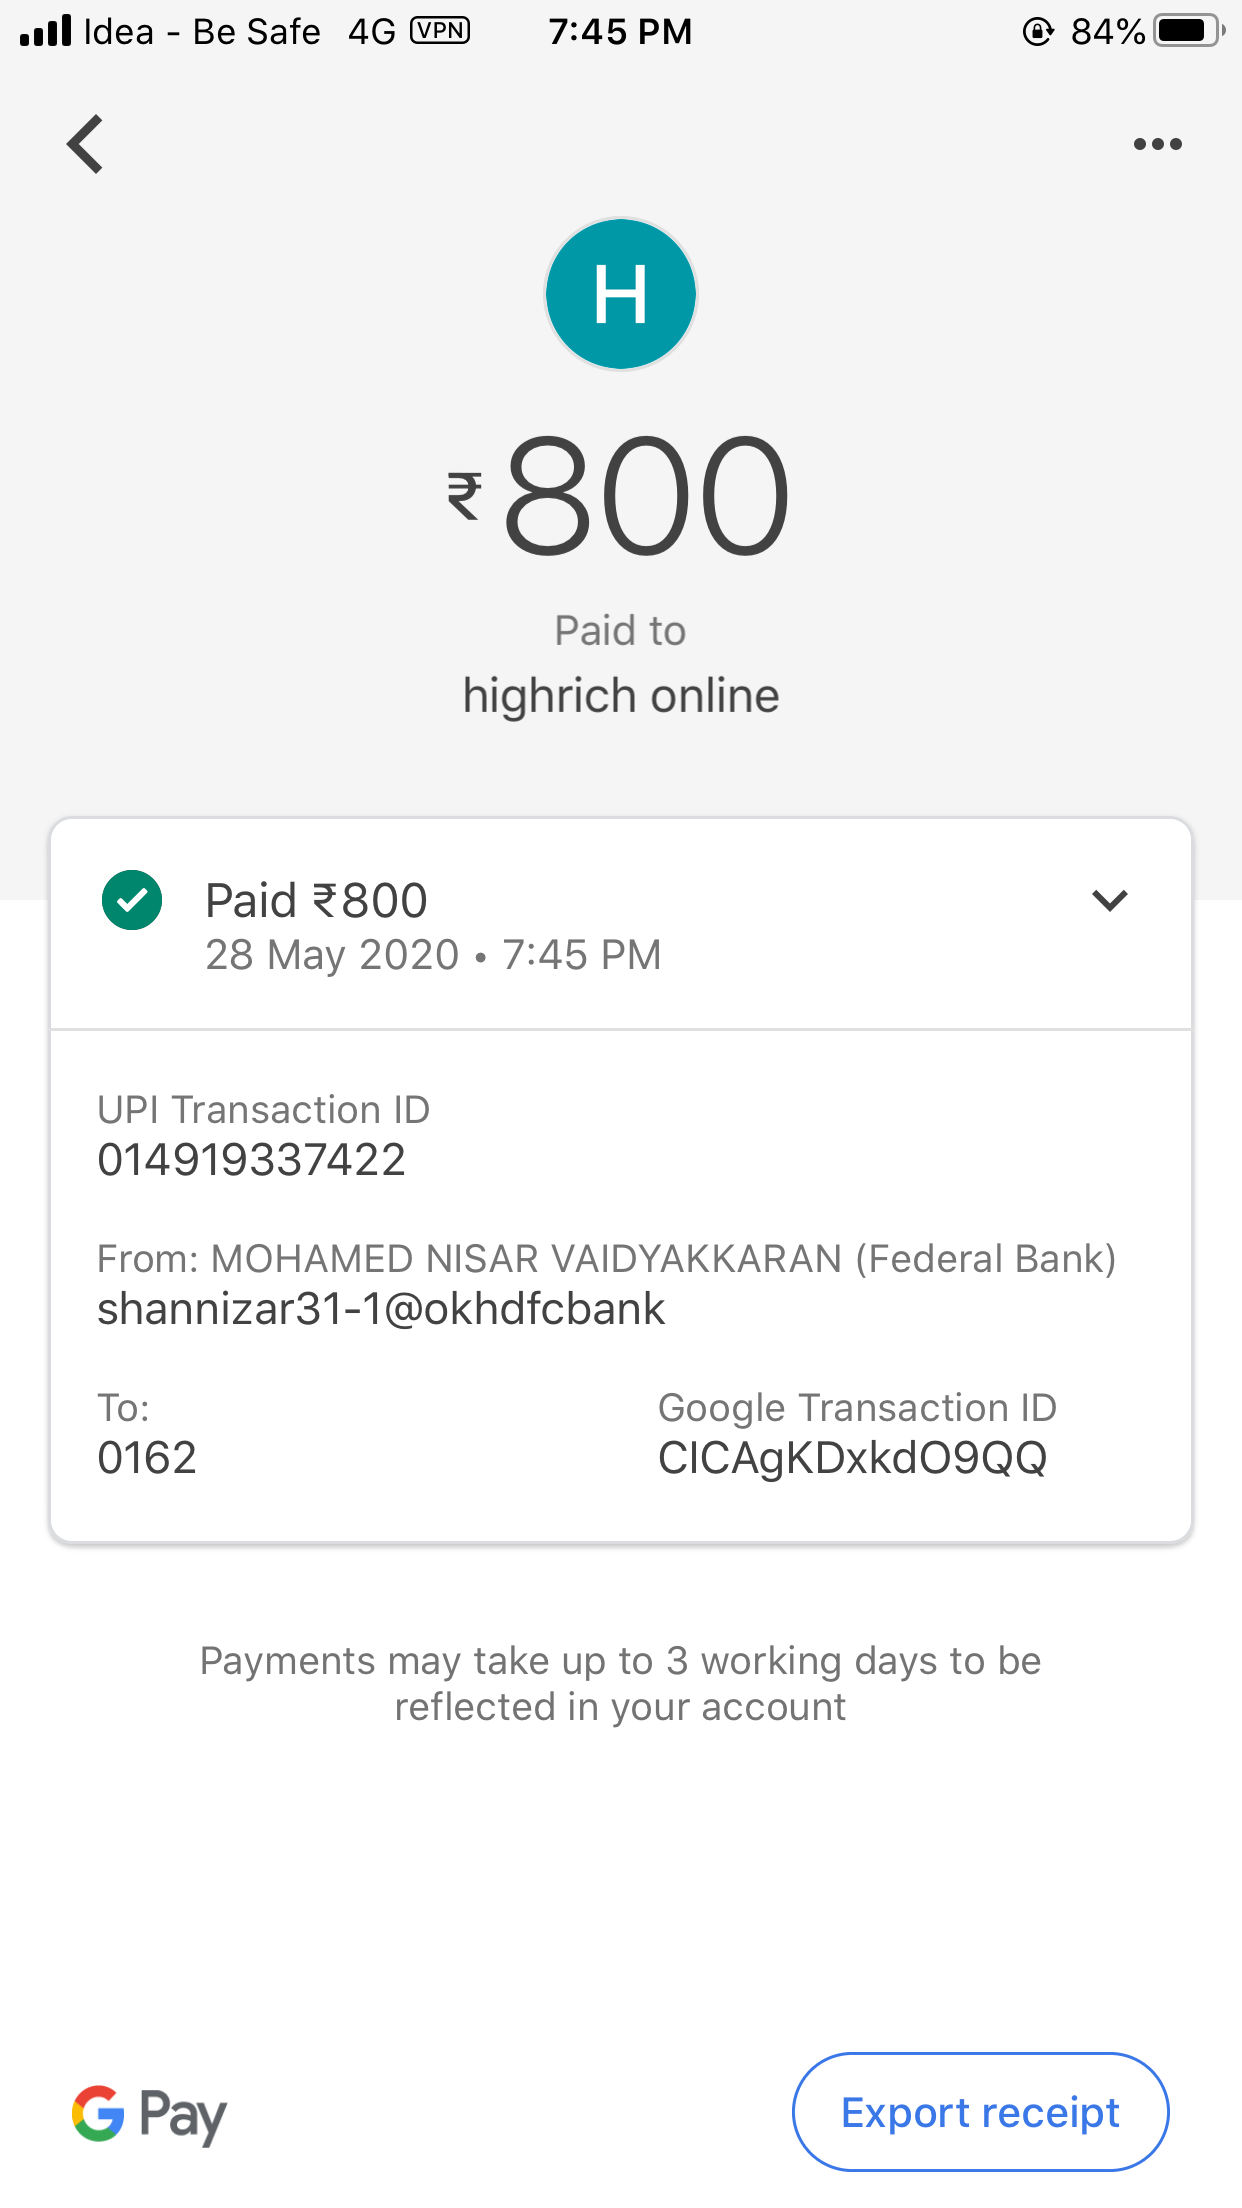 Idea - Be Safe 4G VPN 7:45 PM 84%
H
₹800
Paid to
highrich online
Paid ₹800
28 May 2020 • 7:45 PM
UPI Transaction ID
014919337422
From: MOHAMED NISAR VAIDYAKKARAN (Federal Bank)
shannizar31-1@okhdfcbank
To:
0162
Google Transaction ID
CICAgKDxkdO9QQ
Payments may take up to 3 working days to be
reflected in your account
G Pay
Export receipt